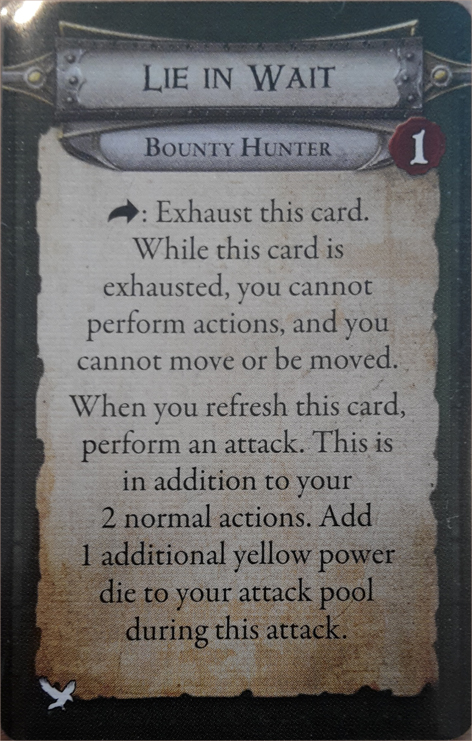 LIE IN WAIT
BOUNTY HUNTER
1
: Exhaust this card.
While this card is
exhausted, you cannot
perform actions, and you
cannot move or be moved.
When you refresh this card,
perform an attack. This is
in addition to your
2 normal actions. Add
1 additional yellow power
die to your attack pool
during this attack.